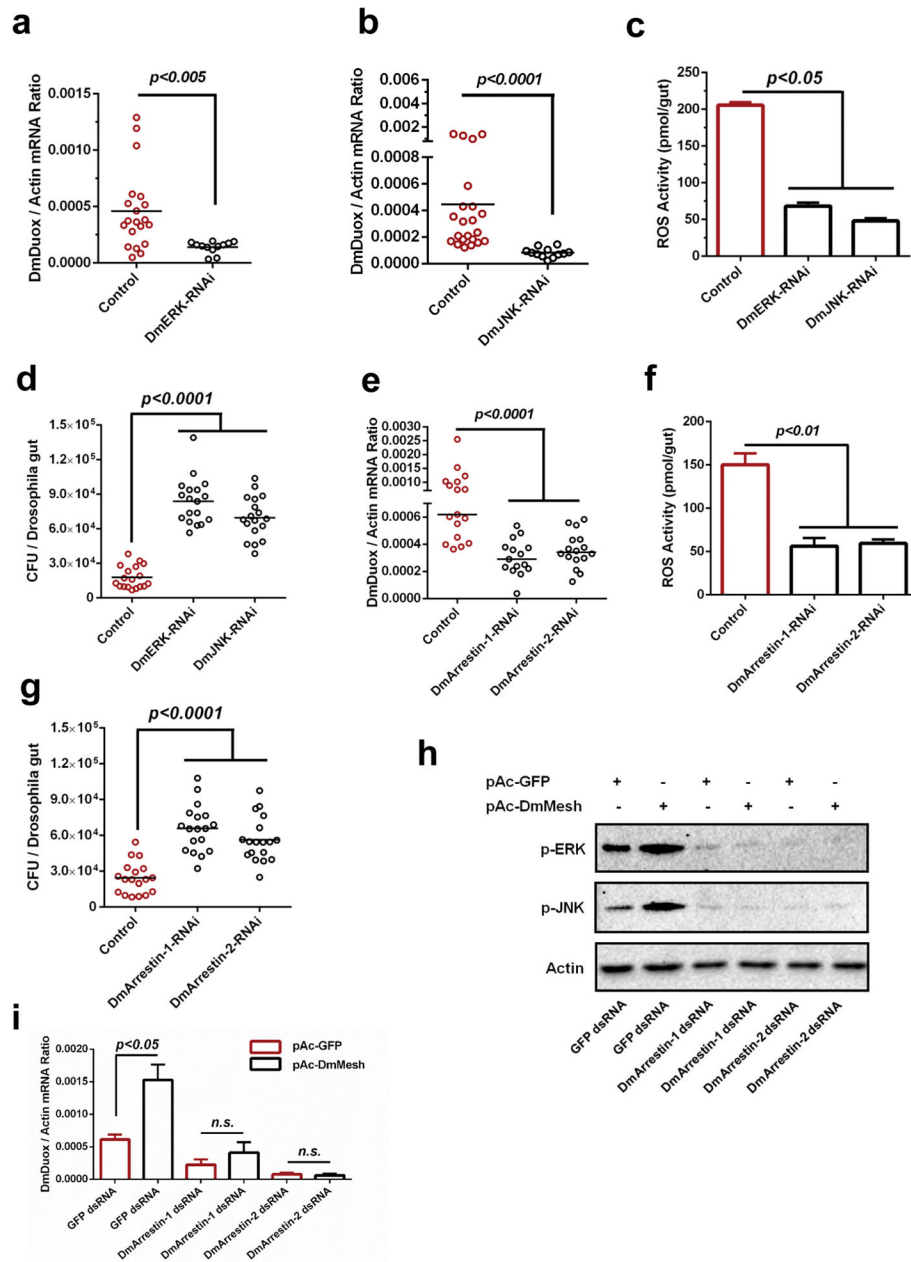 a
p<0.005
DmDuox / Actin mRNA Ratio
0.0015
0.0010
0.0005
0.0000
Control
DmERK-RNAi
b
p<0.0001
DmDuox / Actin mRNA Ratio
0.006
0.004
0.002
0.0008
0.0006
0.0004
0.0002
0.0000
Control
DmJNK-RNAi
c
p<0.05
ROS Activity (pmol/gut)
250
200
150
100
50
0
Control
DmERK-RNAi
DmJNK-RNAi
d
p<0.0001
CFU / Drosophila gut
1.5×10⁵
1.2×10⁵
9.0×10⁴
6.0×10⁴
3.0×10⁴
0
Control
DmERK-RNAi
DmJNK-RNAi
e
p<0.0001
DmDuox / Actin mRNA Ratio
0.0030
0.0025
0.0020
0.0015
0.0010
0.0006
0.0004
0.0002
0.0000
Control
DmArrestin-1-RNAi
DmArrestin-2-RNAi
f
p<0.01
ROS Activity (pmol/gut)
200
150
100
50
0
Control
DmArrestin-1-RNAi
DmArrestin-2-RNAi
g
p<0.0001
CFU / Drosophila gut
1.5×10⁵
1.2×10⁵
9.0×10⁴
6.0×10⁴
3.0×10⁴
0
Control
DmArrestin-1-RNAi
DmArrestin-2-RNAi
h
pAc-GFP + - + - + -
pAc-DmMesh - + - + - +
p-ERK
p-JNK
Actin
GFP dsRNA
GFP dsRNA
DmArrestin-1 dsRNA
DmArrestin-1 dsRNA
DmArrestin-2 dsRNA
DmArrestin-2 dsRNA
i
DmDuox / Actin mRNA Ratio
0.0020
0.0015
0.0010
0.0005
0.0000
p<0.05
n.s.
n.s.
pAc-GFP
pAc-DmMesh
GFP dsRNA
GFP dsRNA
DmArrestin-1 dsRNA
DmArrestin-1 dsRNA
DmArrestin-2 dsRNA
DmArrestin-2 dsRNA